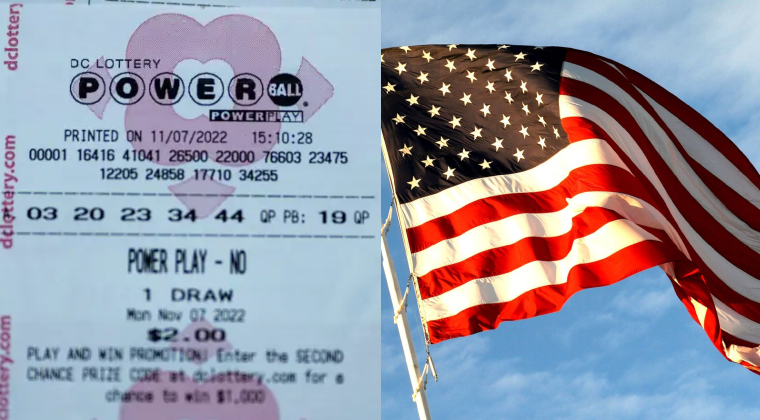 dclottery
DC LOTTERY
POWERBALL
POWERPLAY
PRINTED ON 11/07/2022 15:10:28
00001 16416 41041 26500 22000 76603 23475
12205 24858 17710 34255
dclottery.com
03 20 23 34 44 QP PB: 19 QP
POWER PLAY - NO
1 DRAW
Mon Nov 07 2022
$2.00
PLAY AND WIN PROMOTION! Enter the SECOND
CHANCE PRIZE CODE at dclottery.com for a
chance to win $1,000
clottery.com